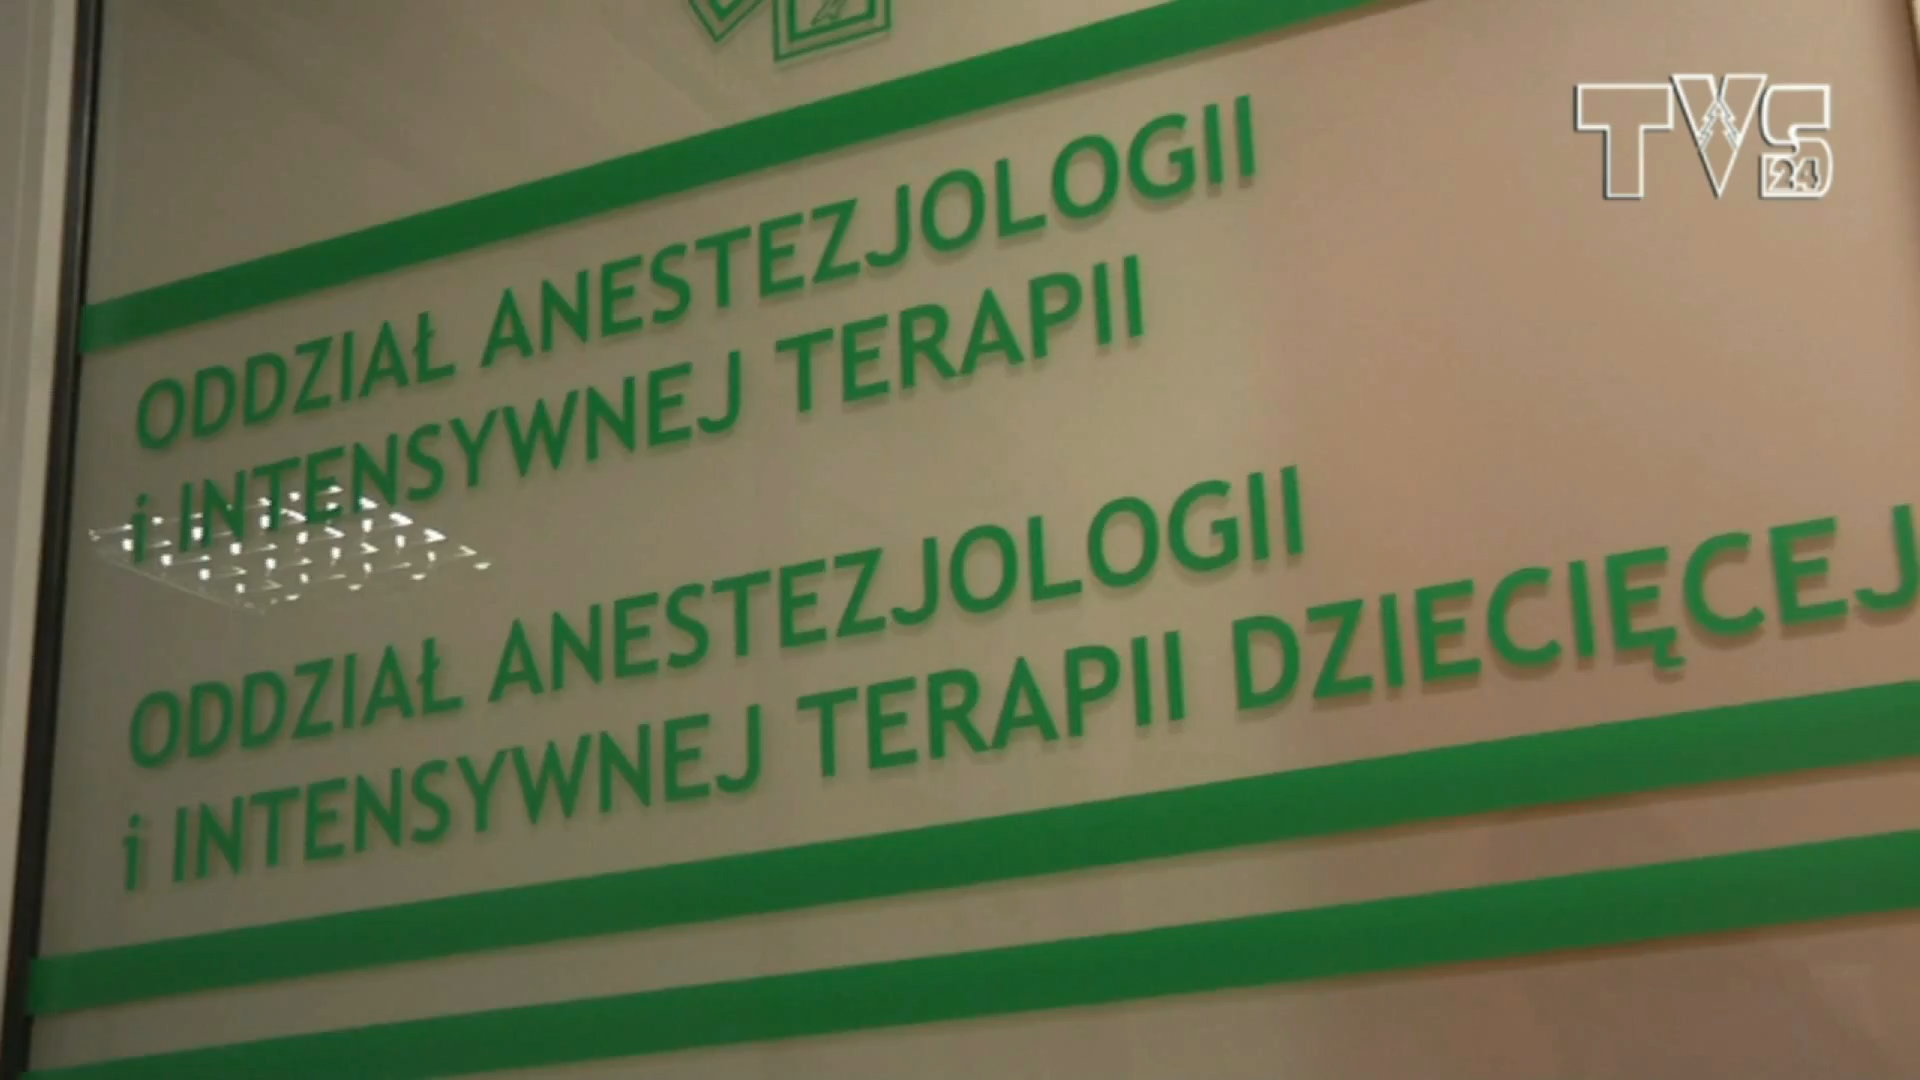 TVS
24
ODDZIAŁ ANESTEZJOLOGII
i INTENSYWNEJ TERAPII
ODDZIAŁ ANESTEZJOLOGII
i INTENSYWNEJ TERAPII DZIECIĘCEJ